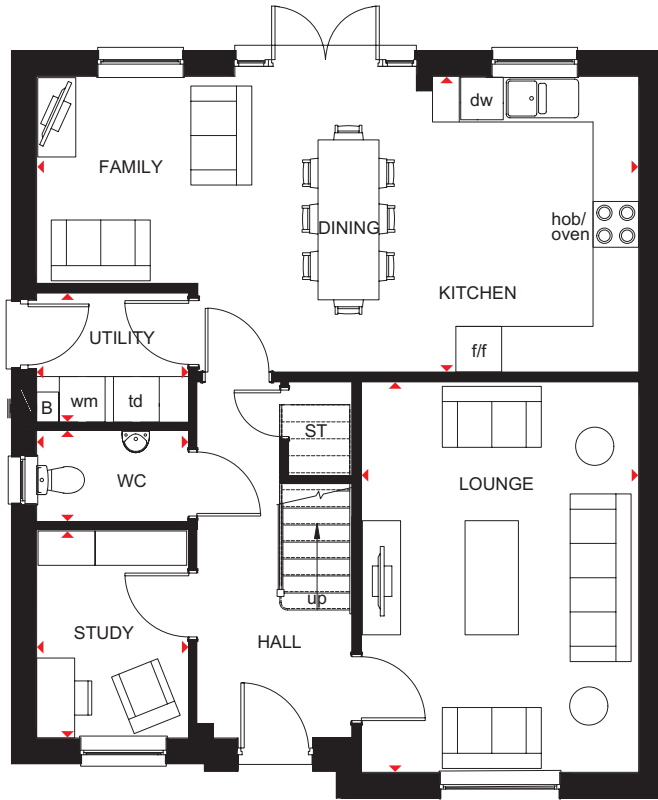 dw
FAMILY
hob/
oven
DINING
KITCHEN
UTILITY
f/f
B
wm
td
ST
WC
LOUNGE
up
STUDY
HALL